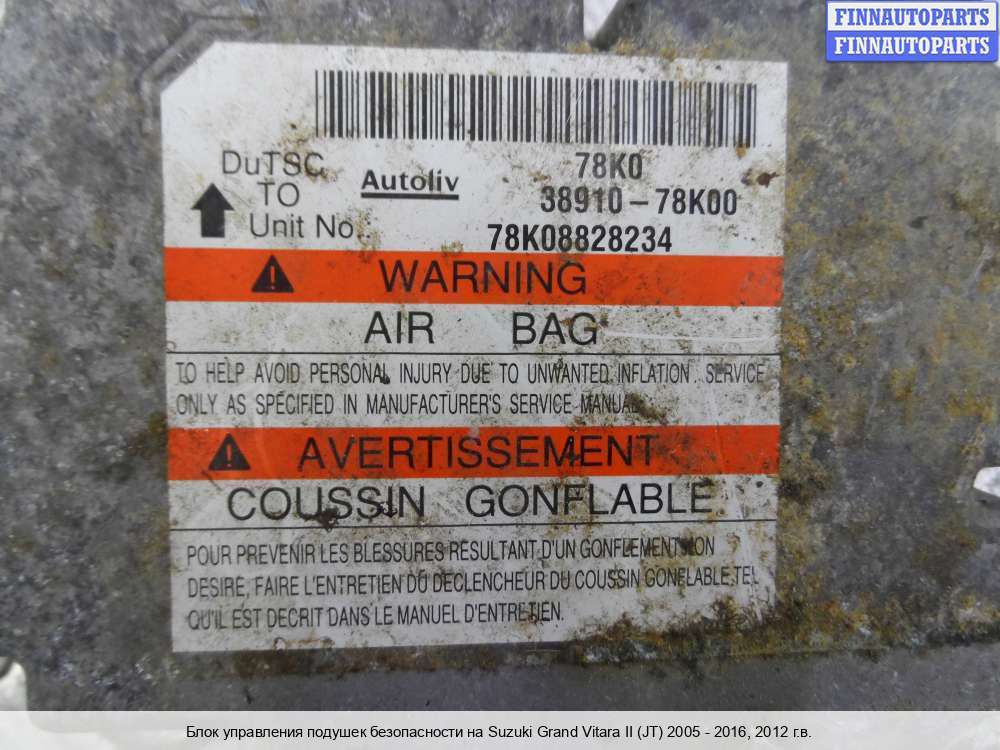 FINNAUTOPARTS
FINNAUTOPARTS
DuTSC
TO
Unit No.:
Autoliv
78K0
38910-78K00
78K08828234
WARNING
AIR BAG
TO HELP AVOID PERSONAL INJURY DUE TO UNWANTED INFLATION. SERVICE
ONLY AS SPECIFIED IN MANUFACTURER'S SERVICE MANUAL
AVERTISSEMENT
COUSSIN GONFLABLE
POUR PREVENIR LES BLESSURES RESULTANT D'UN GONFLEMENT NON
DESIRE, FAIRE L'ENTRETIEN DU DECLENCHEUR DU COUSSIN GONFLABLE TEL
QU'IL EST DECRIT DANS LE MANUEL D'ENTRETIEN.
Блок управления подушек безопасности на Suzuki Grand Vitara II (JT) 2005 - 2016, 2012 г.в.